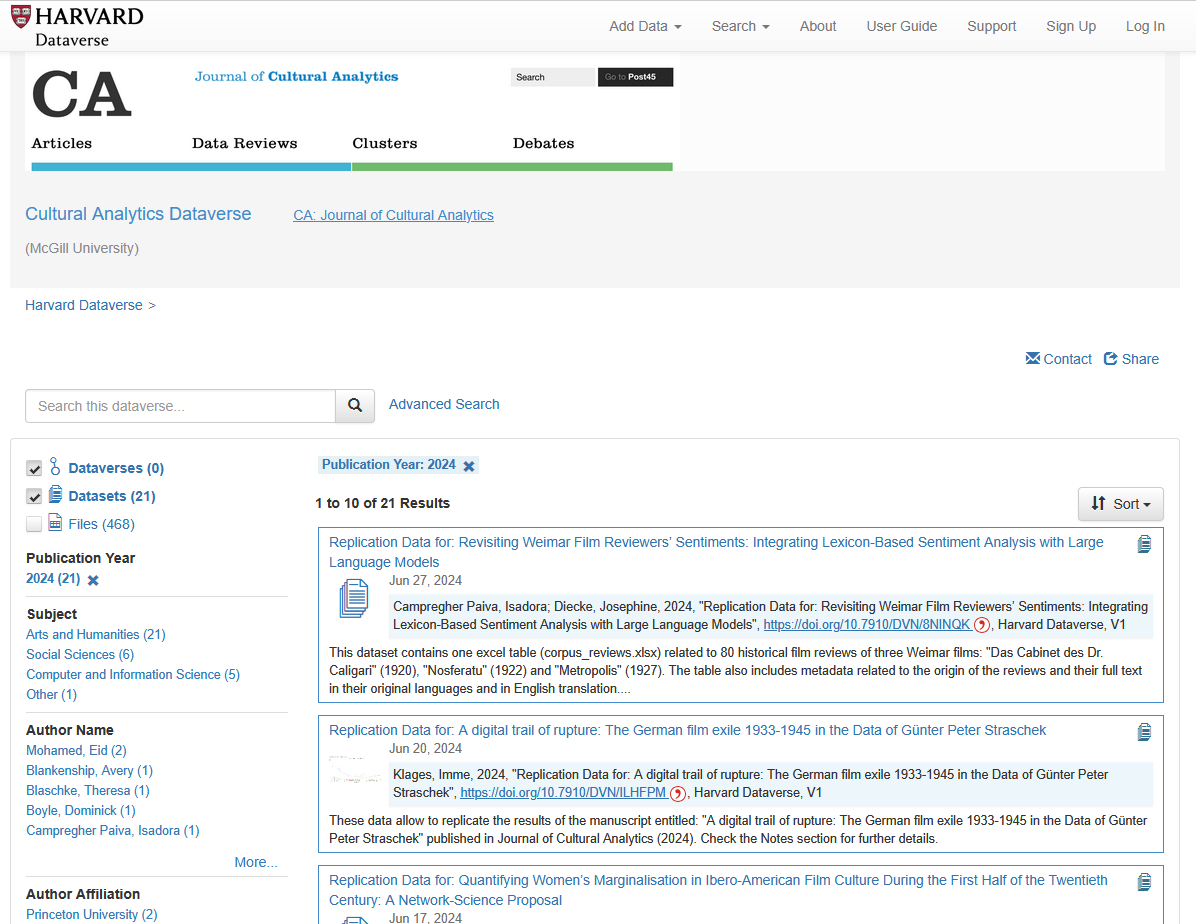 HARVARD
Dataverse
Add Data
Search
About
User Guide
Support
Sign Up
Log In
CA
Journal of Cultural Analytics
Search
Go to Post45
Articles
Data Reviews
Clusters
Debates
Cultural Analytics Dataverse
CA: Journal of Cultural Analytics
(McGill University)
Harvard Dataverse >
Contact
Share
Search this dataverse...
Advanced Search
Dataverses (0)
Datasets (21)
Files (468)
Publication Year
2024 (21)
Subject
Arts and Humanities (21)
Social Sciences (6)
Computer and Information Science (5)
Other (1)
Author Name
Mohamed, Eid (2)
Blankenship, Avery (1)
Blaschke, Theresa (1)
Boyle, Dominick (1)
Campregher Paiva, Isadora (1)
More...
Author Affiliation
Princeton University (2)
Publication Year: 2024
1 to 10 of 21 Results
Sort
Replication Data for: Revisiting Weimar Film Reviewers’ Sentiments: Integrating Lexicon-Based Sentiment Analysis with Large
Language Models
Jun 27, 2024
Campregher Paiva, Isadora; Diecke, Josephine, 2024, "Replication Data for: Revisiting Weimar Film Reviewers’ Sentiments: Integrating
Lexicon-Based Sentiment Analysis with Large Language Models", https://doi.org/10.7910/DVN/8NINQK, Harvard Dataverse, V1
This dataset contains one excel table (corpus_reviews.xlsx) related to 80 historical film reviews of three Weimar films: "Das Cabinet des Dr.
Caligari" (1920), "Nosferatu" (1922) and "Metropolis" (1927). The table also includes metadata related to the origin of the reviews and their full text
in their original languages and in English translation....
Replication Data for: A digital trail of rupture: The German film exile 1933-1945 in the Data of Günter Peter Straschek
Jun 20, 2024
Klages, Imme, 2024, "Replication Data for: A digital trail of rupture: The German film exile 1933-1945 in the Data of Günter Peter
Straschek", https://doi.org/10.7910/DVN/ILHFPM, Harvard Dataverse, V1
These data allow to replicate the results of the manuscript entitled: "A digital trail of rupture: The German film exile 1933-1945 in the Data of Günter
Peter Straschek" published in Journal of Cultural Analytics (2024). Check the Notes section for further details.
Replication Data for: Quantifying Women’s Marginalisation in Ibero-American Film Culture During the First Half of the Twentieth
Century: A Network-Science Proposal
Jun 17, 2024